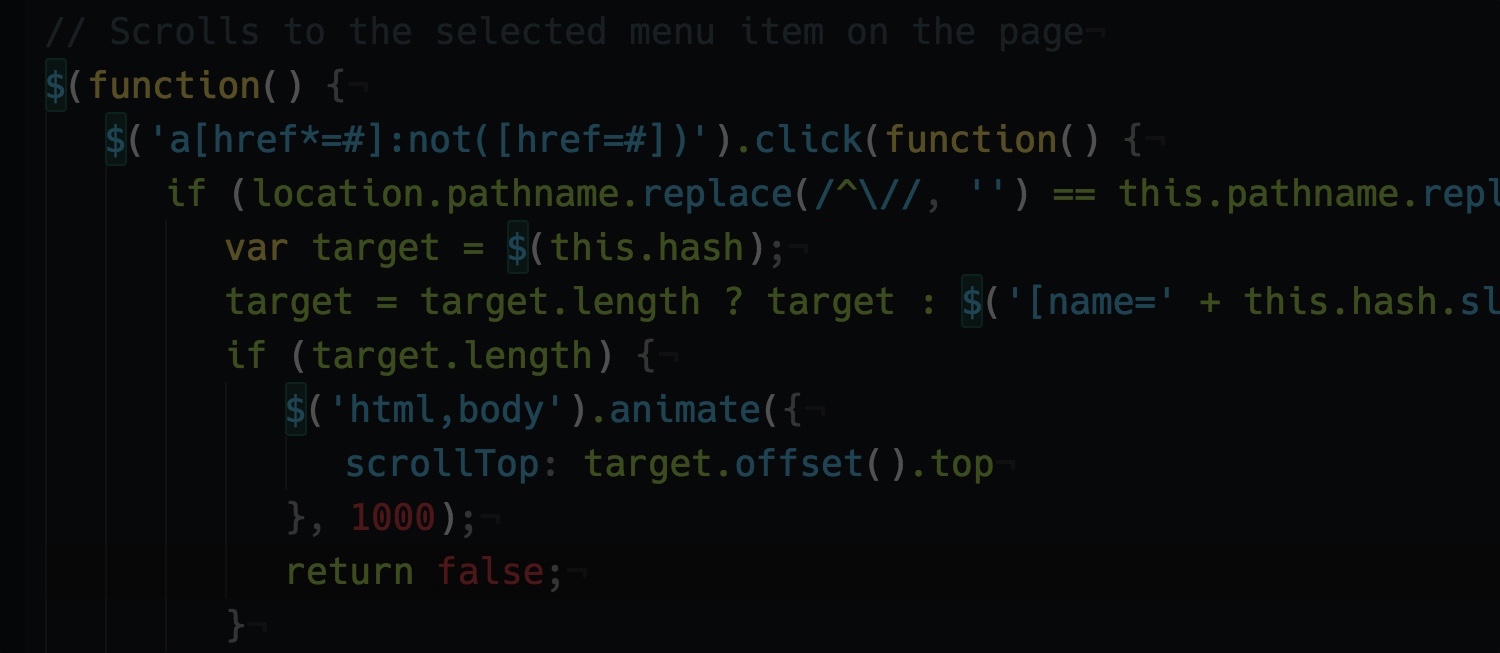 // Scrolls to the selected menu item on the page¬
$(function() {¬
$('a[href*=#]:not([href=#])').click(function() {¬
if (location.pathname.replace(/^\//, '') == this.pathname.repl
var target = $(this.hash);¬
target = target.length ? target : $('[name=' + this.hash.sl
if (target.length) {¬
$('html,body').animate({¬
scrollTop: target.offset().top¬
}, 1000);¬
return false;¬
}¬